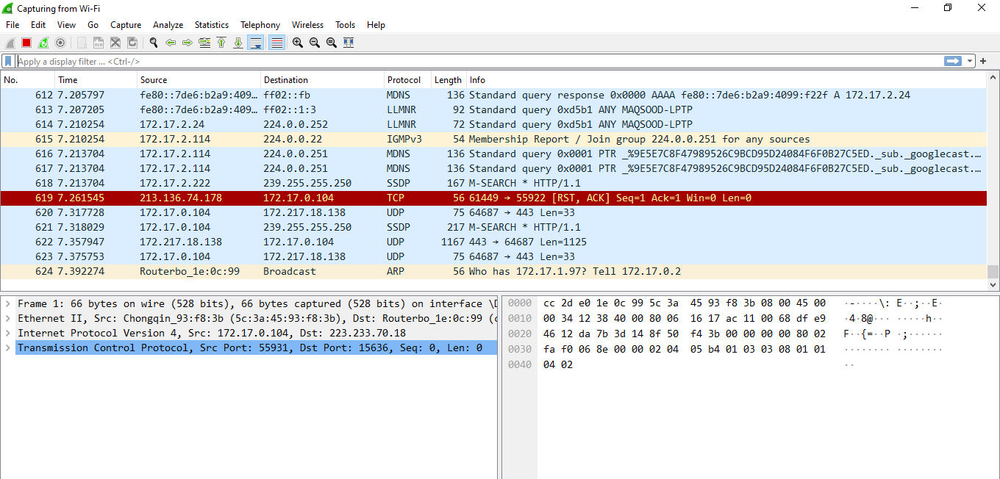 Capturing from Wi-Fi
File Edit View Go Capture Analyze Statistics Telephony Wireless Tools Help
Apply a display filter ... <Ctrl-/>
No. Time Source Destination Protocol Length Info
612 7.205797 fe80::7de6:b2a9:409… ff02::fb MDNS 136 Standard query response 0x0000 AAAA fe80::7de6:b2a9:4099:f22f A 172.17.2.24
613 7.207205 fe80::7de6:b2a9:409… ff02::1:3 LLMNR 92 Standard query 0xd5b1 ANY MAQSOOD-LPTP
614 7.210254 172.17.2.24 224.0.0.252 LLMNR 72 Standard query 0xd5b1 ANY MAQSOOD-LPTP
615 7.210254 172.17.2.114 224.0.0.22 IGMPv3 54 Membership Report / Join group 224.0.0.251 for any sources
616 7.213704 172.17.2.114 224.0.0.251 MDNS 136 Standard query 0x0001 PTR _%9E5E7C8F47989526C9BCD95D24084F6F0B27C5ED._sub._googlecast.…
617 7.213704 172.17.2.114 224.0.0.251 MDNS 136 Standard query 0x0001 PTR _%9E5E7C8F47989526C9BCD95D24084F6F0B27C5ED._sub._googlecast.…
618 7.213704 172.17.2.222 239.255.255.250 SSDP 167 M-SEARCH * HTTP/1.1
619 7.261545 213.136.74.178 172.17.0.104 TCP 56 61449 → 55922 [RST, ACK] Seq=1 Ack=1 Win=0 Len=0
620 7.317728 172.17.0.104 172.217.18.138 UDP 75 64687 → 443 Len=33
621 7.318029 172.17.0.104 239.255.255.250 SSDP 217 M-SEARCH * HTTP/1.1
622 7.357947 172.217.18.138 172.17.0.104 UDP 1167 443 → 64687 Len=1125
623 7.375753 172.17.0.104 172.217.18.138 UDP 75 64687 → 443 Len=33
624 7.392274 Routerbo_1e:0c:99 Broadcast ARP 56 Who has 172.17.1.97? Tell 172.17.0.2
Frame 1: 66 bytes on wire (528 bits), 66 bytes captured (528 bits) on interface \D
Ethernet II, Src: Chongqin_93:f8:3b (5c:3a:45:93:f8:3b), Dst: Routerbo_1e:0c:99 (c
Internet Protocol Version 4, Src: 172.17.0.104, Dst: 223.233.70.18
Transmission Control Protocol, Src Port: 55931, Dst Port: 15636, Seq: 0, Len: 0
0000 cc 2d e0 1e 0c 99 5c 3a 45 93 f8 3b 08 00 45 00 ·-····\: E··;··E·
0010 00 34 12 38 40 00 80 06 16 17 ac 11 00 68 df e9 ·4·8@··· ·····h··
0020 46 12 da 7b 3d 14 8f 50 f4 3b 00 00 00 00 80 02 F··{=··P ·;······
0030 fa f0 06 8e 00 00 02 04 05 b4 01 03 03 08 01 01 ········ ········
0040 04 02 ··